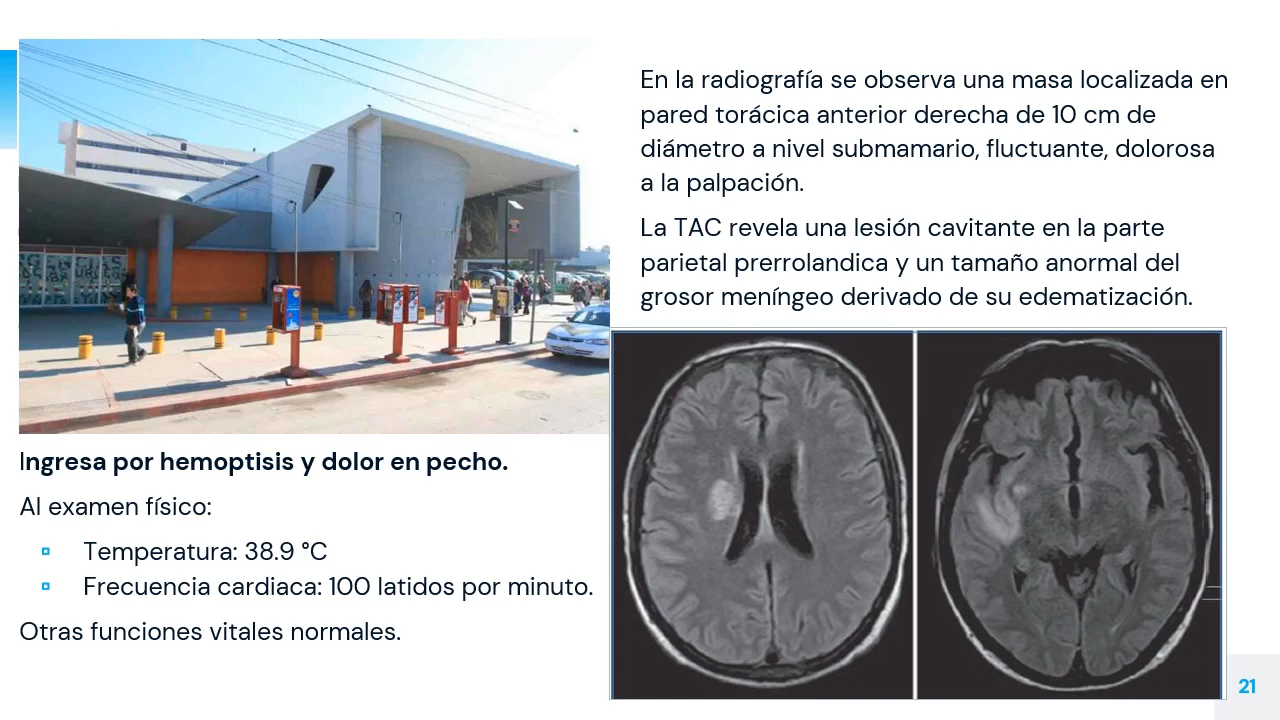 En la radiografía se observa una masa localizada en
pared torácica anterior derecha de 10 cm de
diámetro a nivel submamario, fluctuante, dolorosa
a la palpación.
La TAC revela una lesión cavitante en la parte
parietal prerrolandica y un tamaño anormal del
grosor meníngeo derivado de su edematización.
Ingresa por hemoptisis y dolor en pecho.
Al examen físico:
Temperatura: 38.9 °C
Frecuencia cardiaca: 100 latidos por minuto.
Otras funciones vitales normales.
21